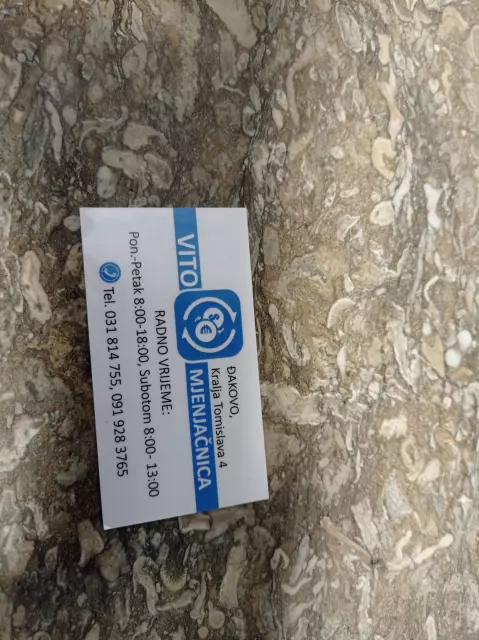 ĐAKOVO,
Kralja Tomislava 4
VITO MJENJAČNICA
RADNO VRIJEME:
Pon.-Petak 8:00-18:00, Subotom 8:00- 13:00
Tel. 031 814 755, 091 928 3765